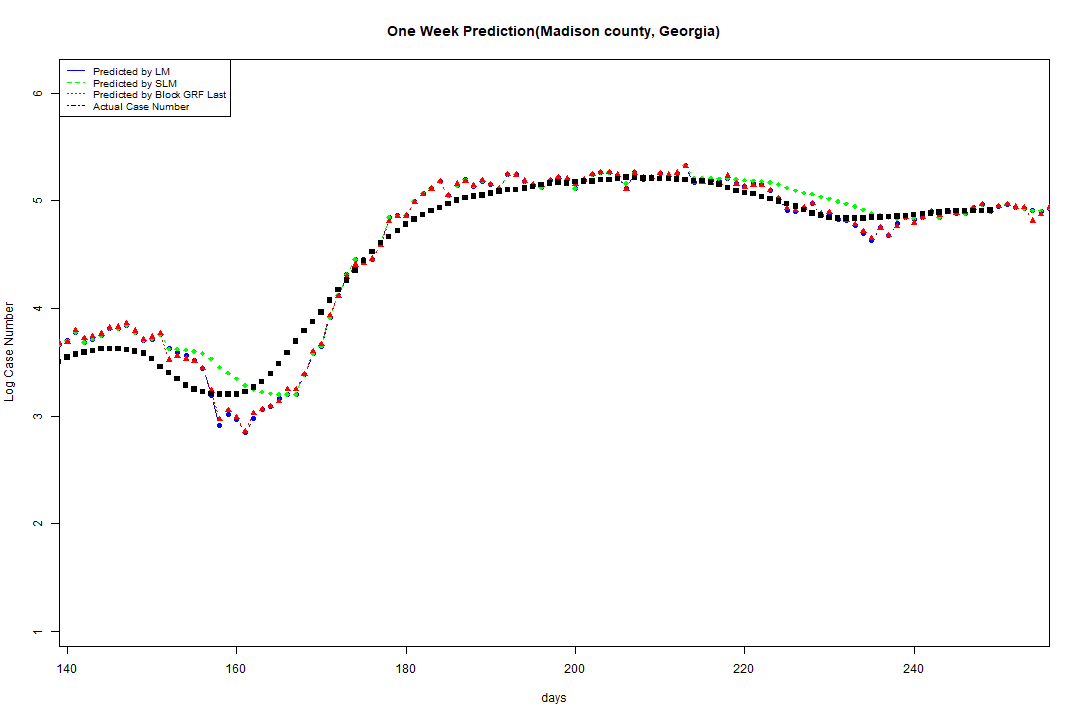 One Week Prediction(Madison county, Georgia)
Predicted by LM
Predicted by SLM
Predicted by Block GRF Last
Actual Case Number
6
5
4
3
2
1
Log Case Number
140 160 180 200 220 240
days